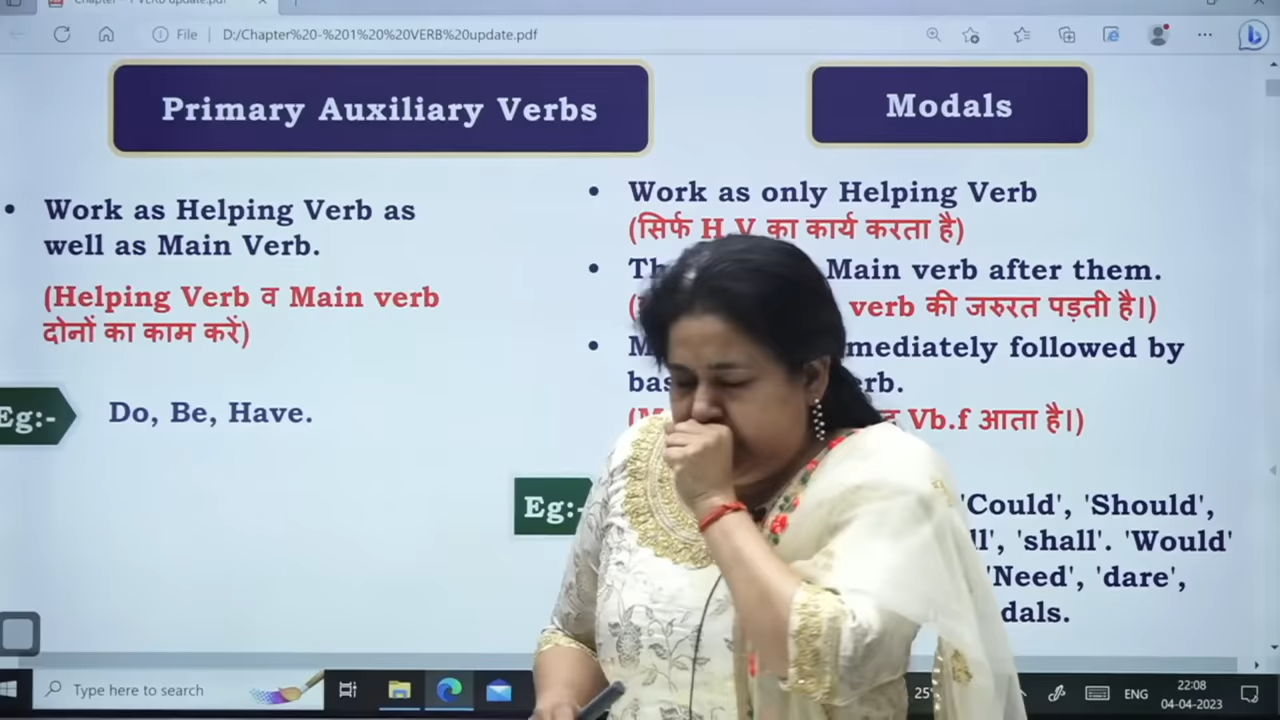 File
D:/Chapter%20-%201%20%20VERB%20update.pdf
Primary Auxiliary Verbs
Modals
• Work as Helping Verb as
well as Main Verb.
(Helping Verb व Main verb
दोनों का काम करें)
Eg:-
Do, Be, Have.
• Work as only Helping Verb
(सिर्फ H.V का कार्य करता है)
• Main verb after them.
verb की जरुरत पड़ती है।)
• followed by
Vb.f आता है।)
Eg:-
'Could', 'Should',
'shall'. 'Would'
'Need', 'dare',
Type here to search
ENG
22:08
04-04-2023